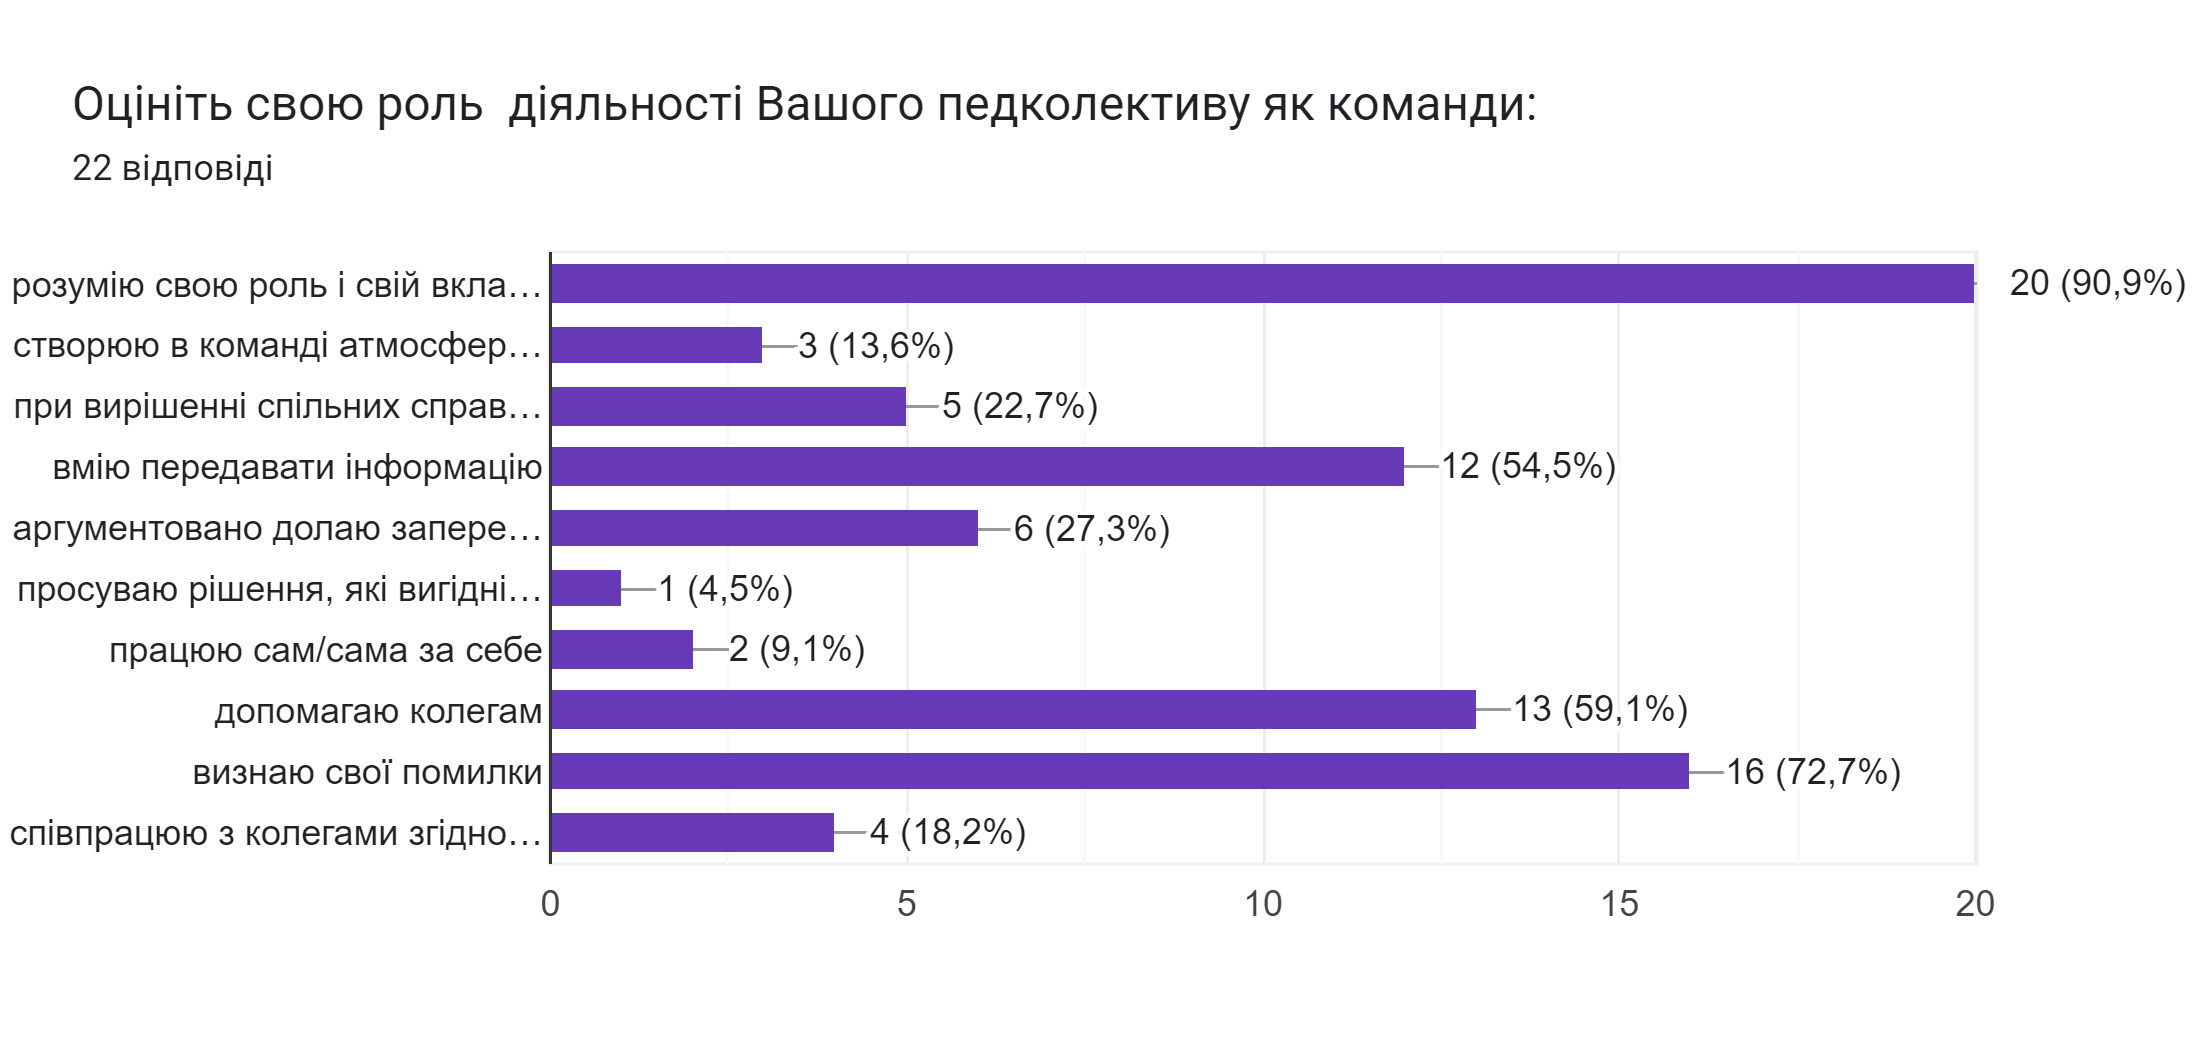 Оцініть свою роль  діяльності Вашого педколективу як команди:
22 відповіді
розумію свою роль і свій вкла… 20 (90,9%)
створюю в команді атмосфер… 3 (13,6%)
при вирішенні спільних справ… 5 (22,7%)
вмію передавати інформацію 12 (54,5%)
аргументовано долаю запере… 6 (27,3%)
просуваю рішення, які вигідні… 1 (4,5%)
працюю сам/сама за себе 2 (9,1%)
допомагаю колегам 13 (59,1%)
визнаю свої помилки 16 (72,7%)
співпрацюю з колегами згідно… 4 (18,2%)
0 5 10 15 20